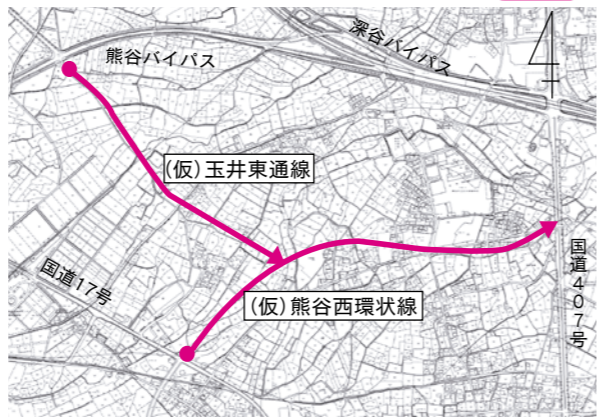 熊谷バイパス
深谷バイパス
(仮)玉井東通線
国道17号
(仮)熊谷西環状線
国道407号